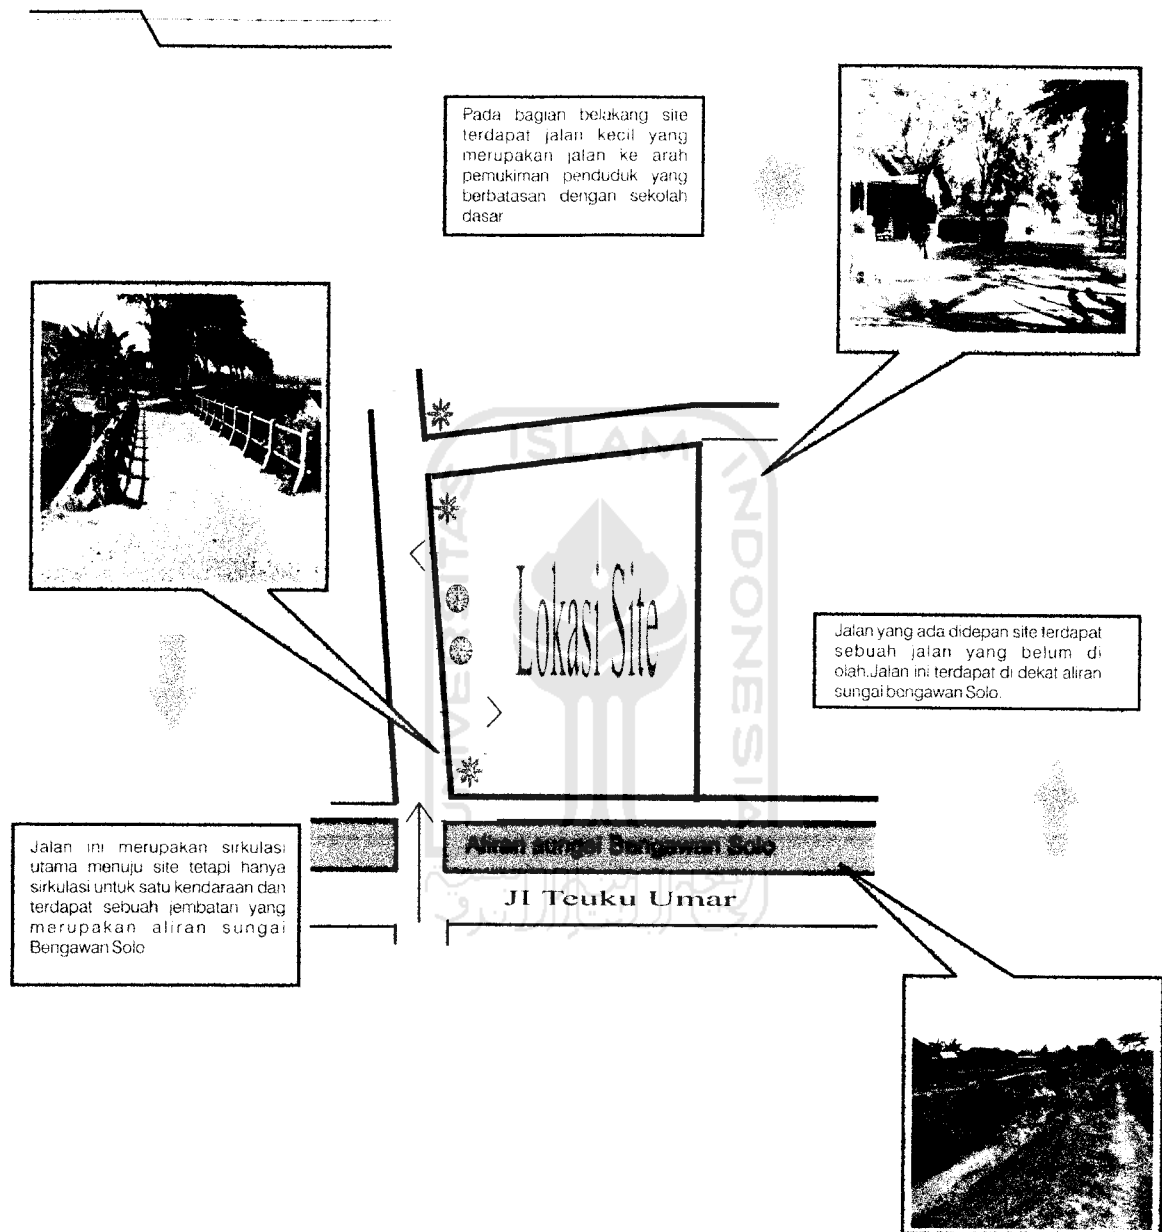 Pada bagian belakang site
terdapat jalan kecil yang
merupakan jalan ke arah
pemukiman penduduk yang
berbatasan dengan sekolah
dasar
ISLAM
UNIVERSITAS
INDONESIA
Lokasi Site
Jalan yang ada didepan site terdapat
sebuah jalan yang belum di
olah.Jalan ini terdapat di dekat aliran
sungai bengawan Solo.
Jalan ini merupakan sirkulasi
utama menuju site tetapi hanya
sirkulasi untuk satu kendaraan dan
terdapat sebuah jembatan yang
merupakan aliran sungai
Bengawan Solo
Aliran sungai Bengawan Solo
Jl Teuku Umar